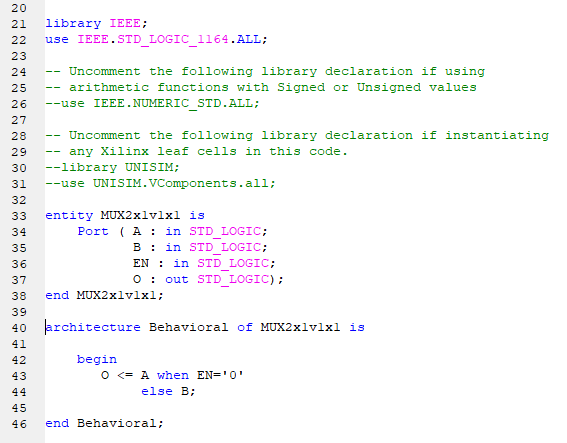 20
21 library IEEE;
22 use IEEE.STD_LOGIC_1164.ALL;
23
24 -- Uncomment the following library declaration if using
25 -- arithmetic functions with Signed or Unsigned values
26 --use IEEE.NUMERIC_STD.ALL;
27
28 -- Uncomment the following library declaration if instantiating
29 -- any Xilinx leaf cells in this code.
30 --library UNISIM;
31 --use UNISIM.VComponents.all;
32
33 entity MUX2x1v1x1 is
34     Port ( A : in STD_LOGIC;
35            B : in STD_LOGIC;
36            EN : in STD_LOGIC;
37            O : out STD_LOGIC);
38 end MUX2x1v1x1;
39
40 architecture Behavioral of MUX2x1v1x1 is
41
42     begin
43        O <= A when EN='0'
44             else B;
45
46 end Behavioral;